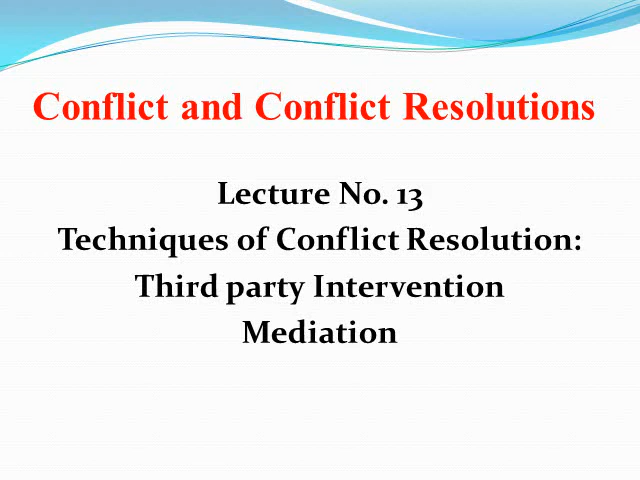 Conflict and Conflict Resolutions
Lecture No. 13
Techniques of Conflict Resolution:
Third party Intervention
Mediation